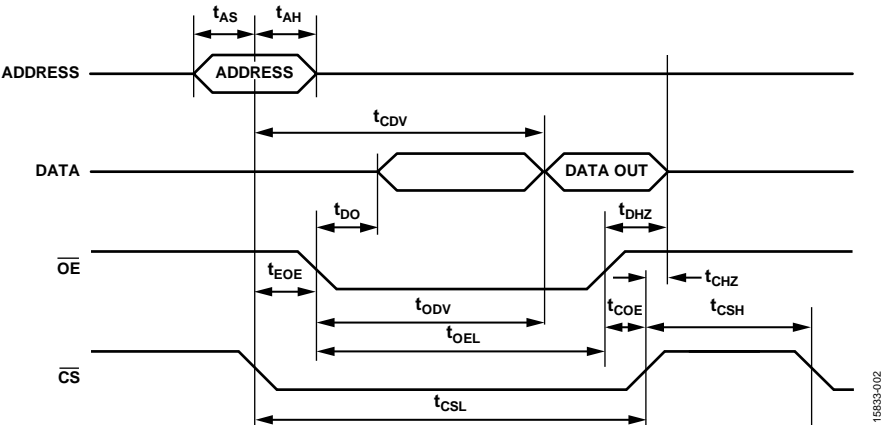 tAS tAH
ADDRESS ADDRESS
tCDV
DATA DATA OUT
tDO tDHZ
OE tEOE tCHZ
tODV tCOE tCSH
tOEL
CS
tCSL
15833-002